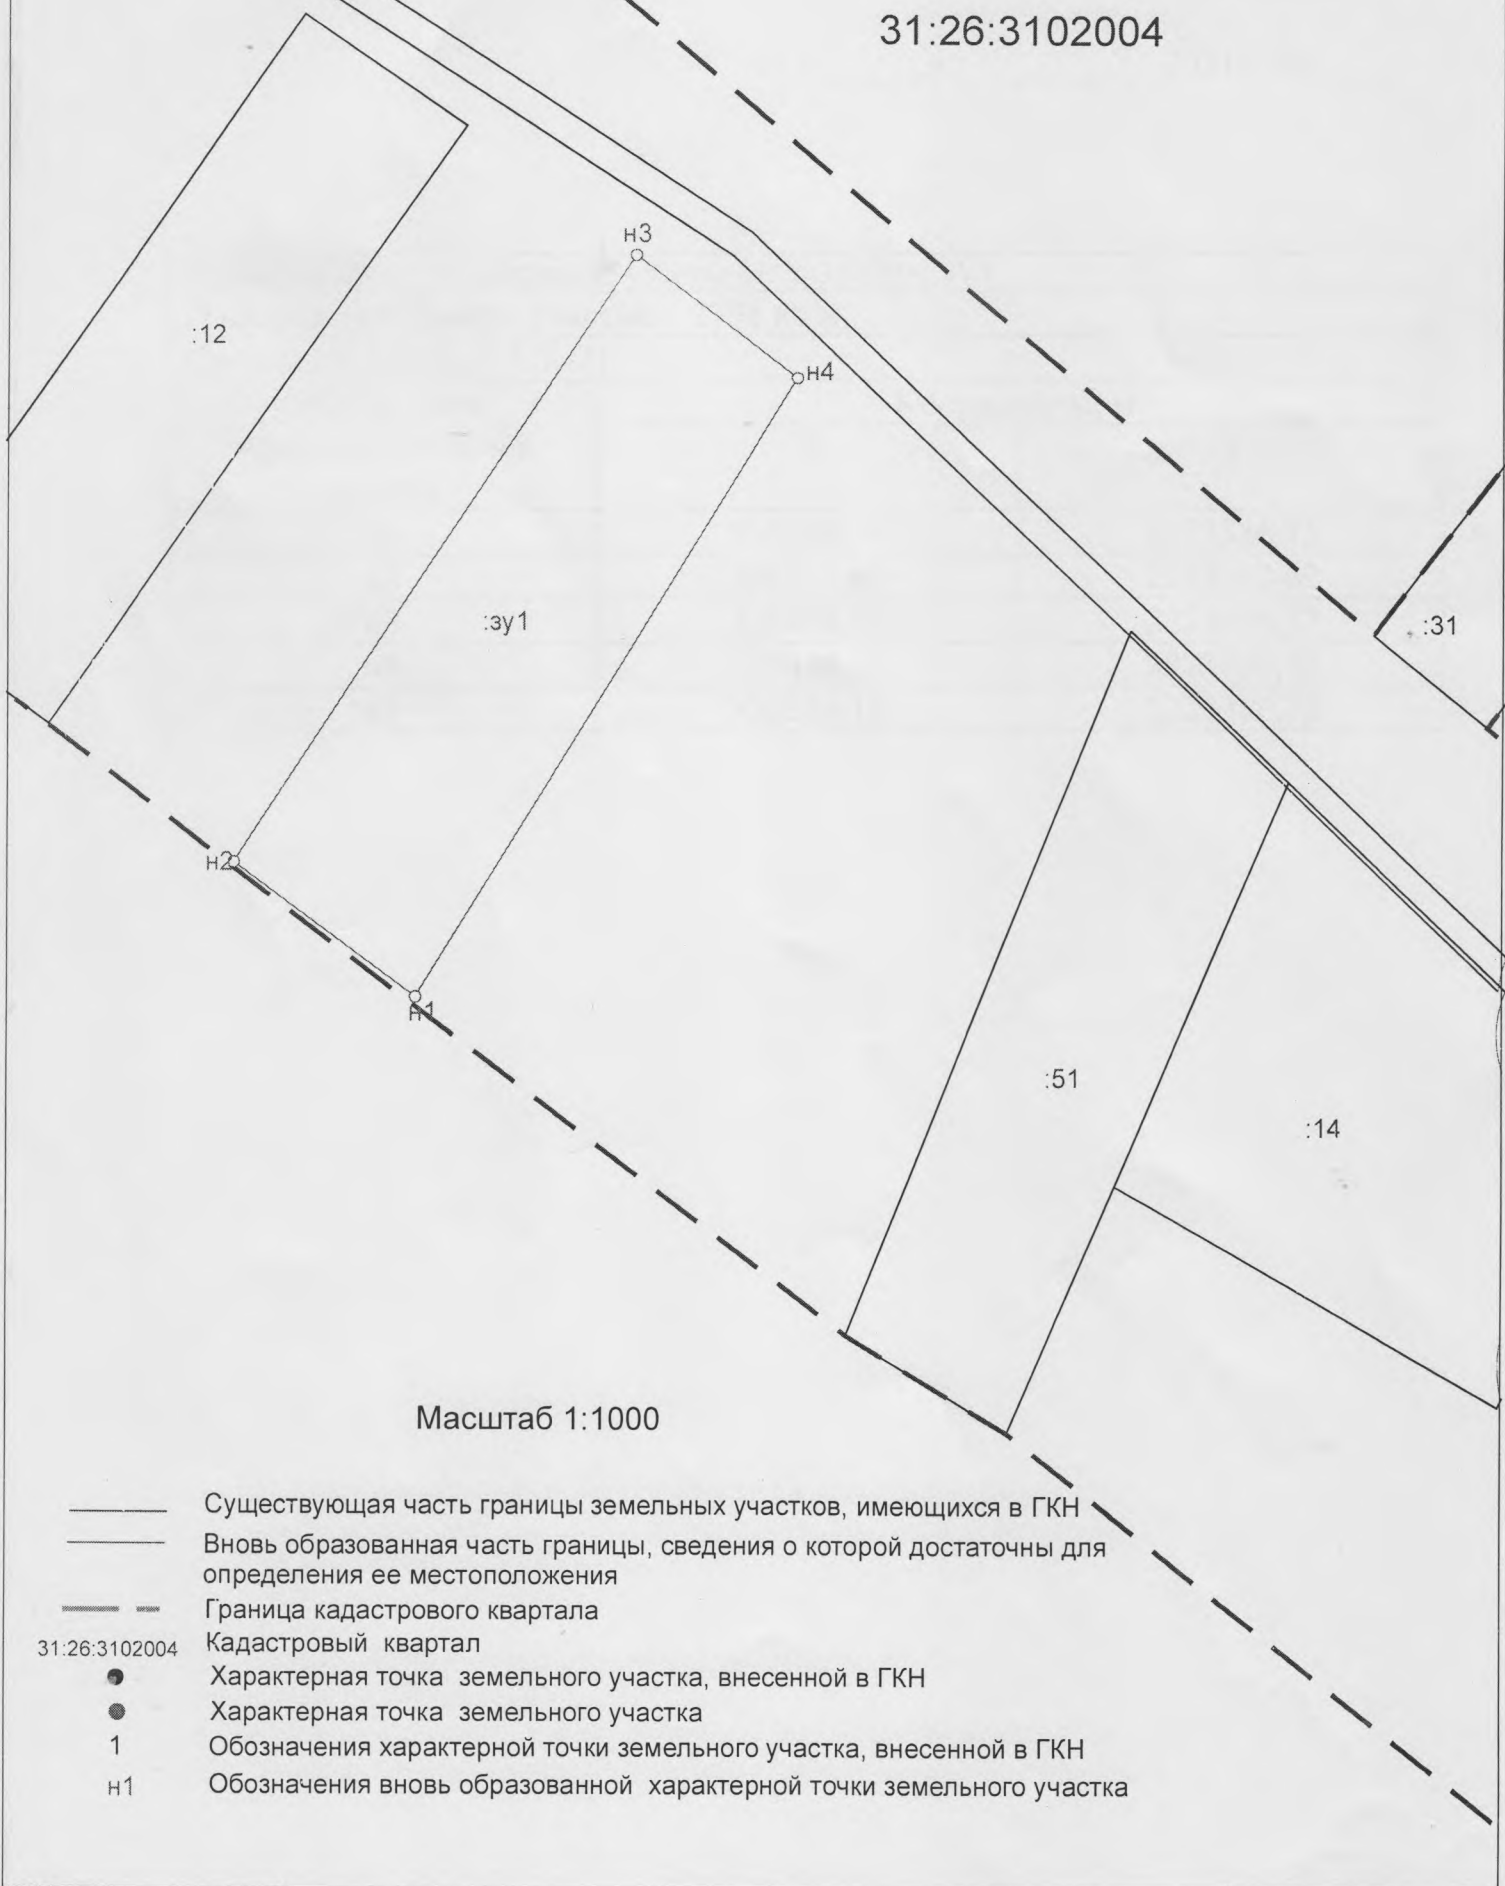 31:26:3102004
н3
:12
н4
:зу1
:31
н2
н1
:51
:14
Масштаб 1:1000
Существующая часть границы земельных участков, имеющихся в ГКН
Вновь образованная часть границы, сведения о которой достаточны для
определения ее местоположения
Граница кадастрового квартала
31:26:3102004 Кадастровый квартал
Характерная точка земельного участка, внесенной в ГКН
Характерная точка земельного участка
1 Обозначения характерной точки земельного участка, внесенной в ГКН
н1 Обозначения вновь образованной характерной точки земельного участка